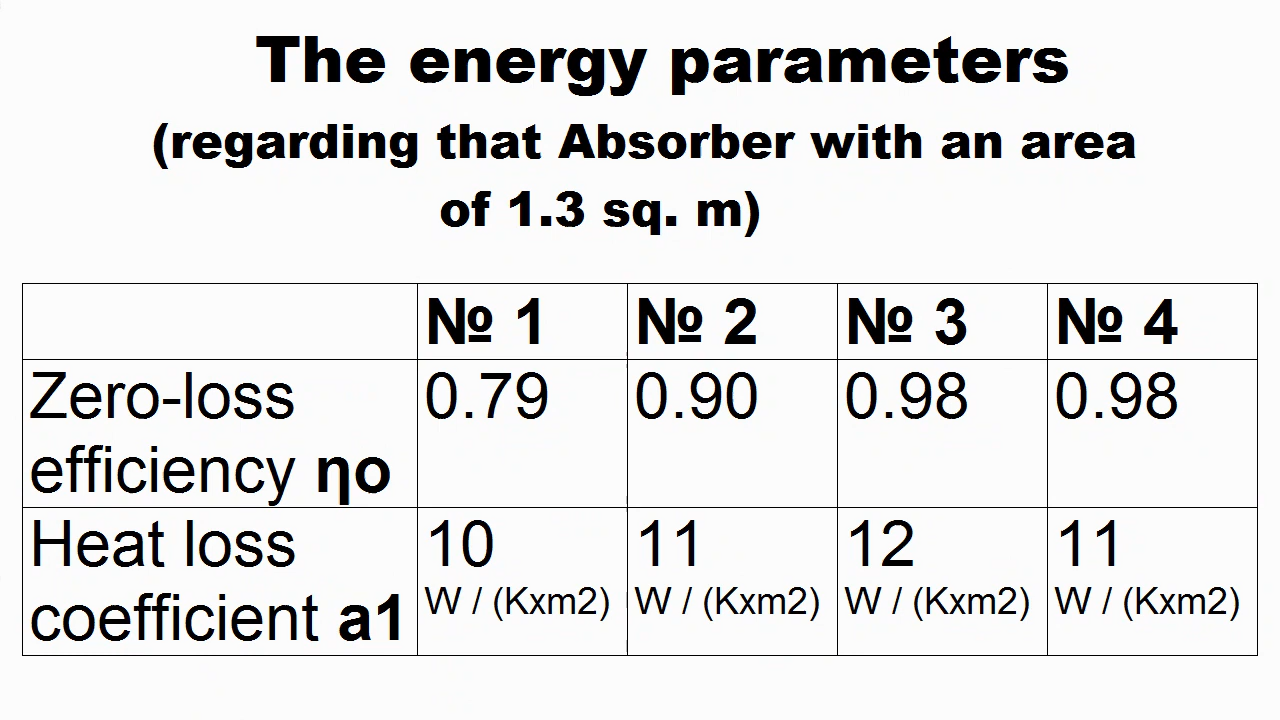 The energy parameters
(regarding that Absorber with an area
of 1.3 sq. m)
№ 1 № 2 № 3 № 4
Zero-loss efficiency ηo 0.79 0.90 0.98 0.98
Heat loss coefficient a1 10 W / (Kxm2) 11 W / (Kxm2) 12 W / (Kxm2) 11 W / (Kxm2)